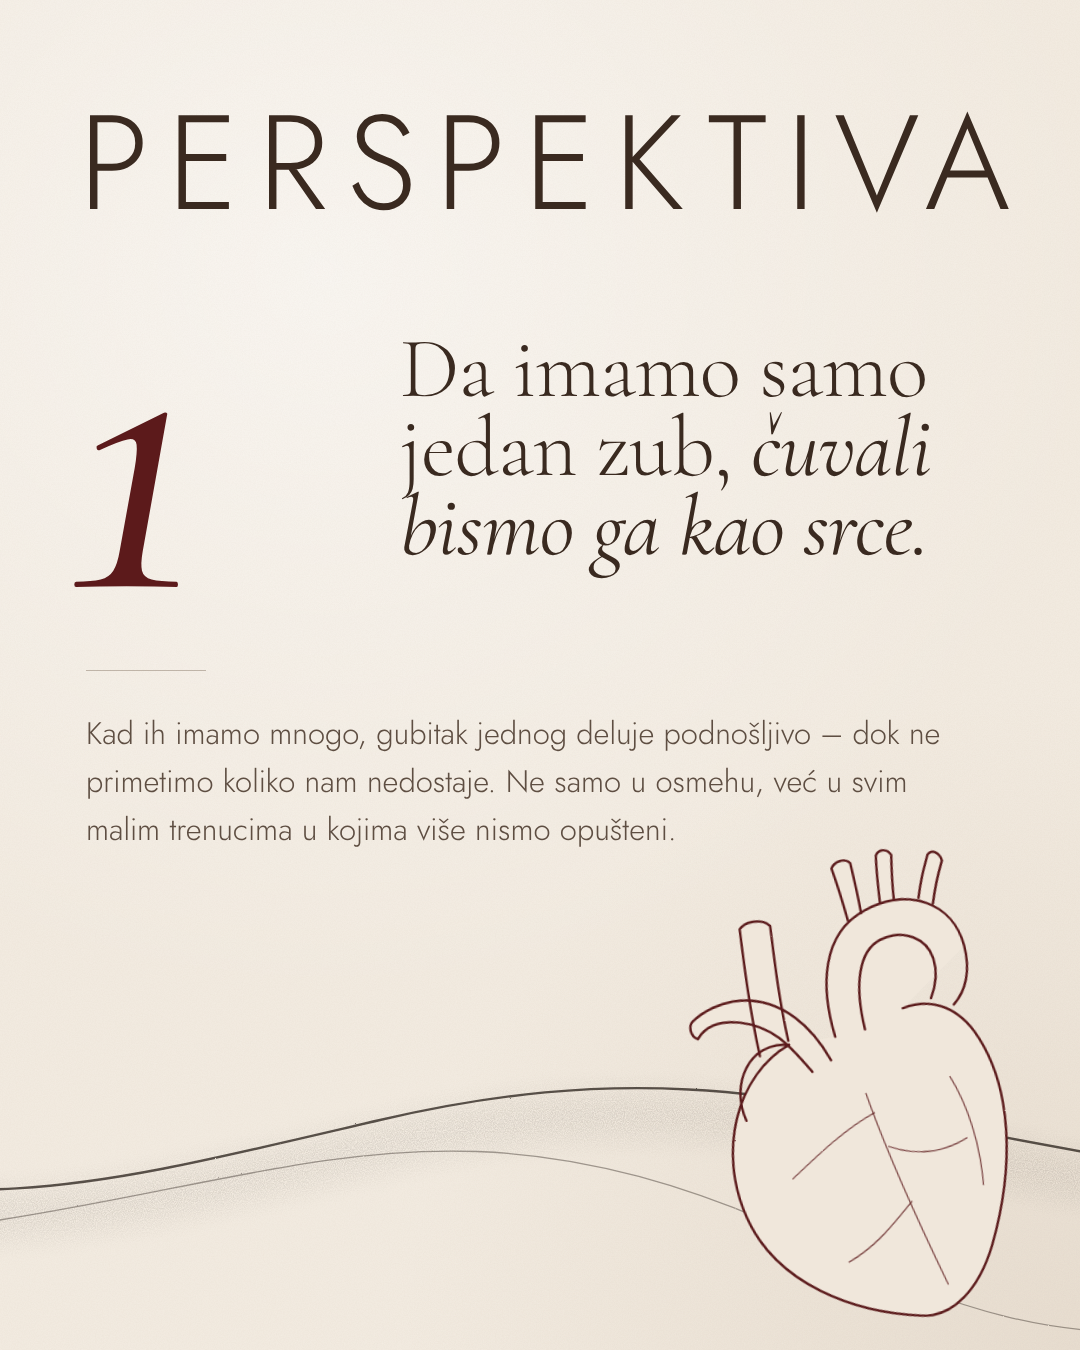 PERSPEKTIVA
1
Da imamo samo
jedan zub, čuvali
bismo ga kao srce.
Kad ih imamo mnogo, gubitak jednog deluje podnošljivo – dok ne
primetimo koliko nam nedostaje. Ne samo u osmehu, već u svim
malim trenucima u kojima više nismo opušteni.